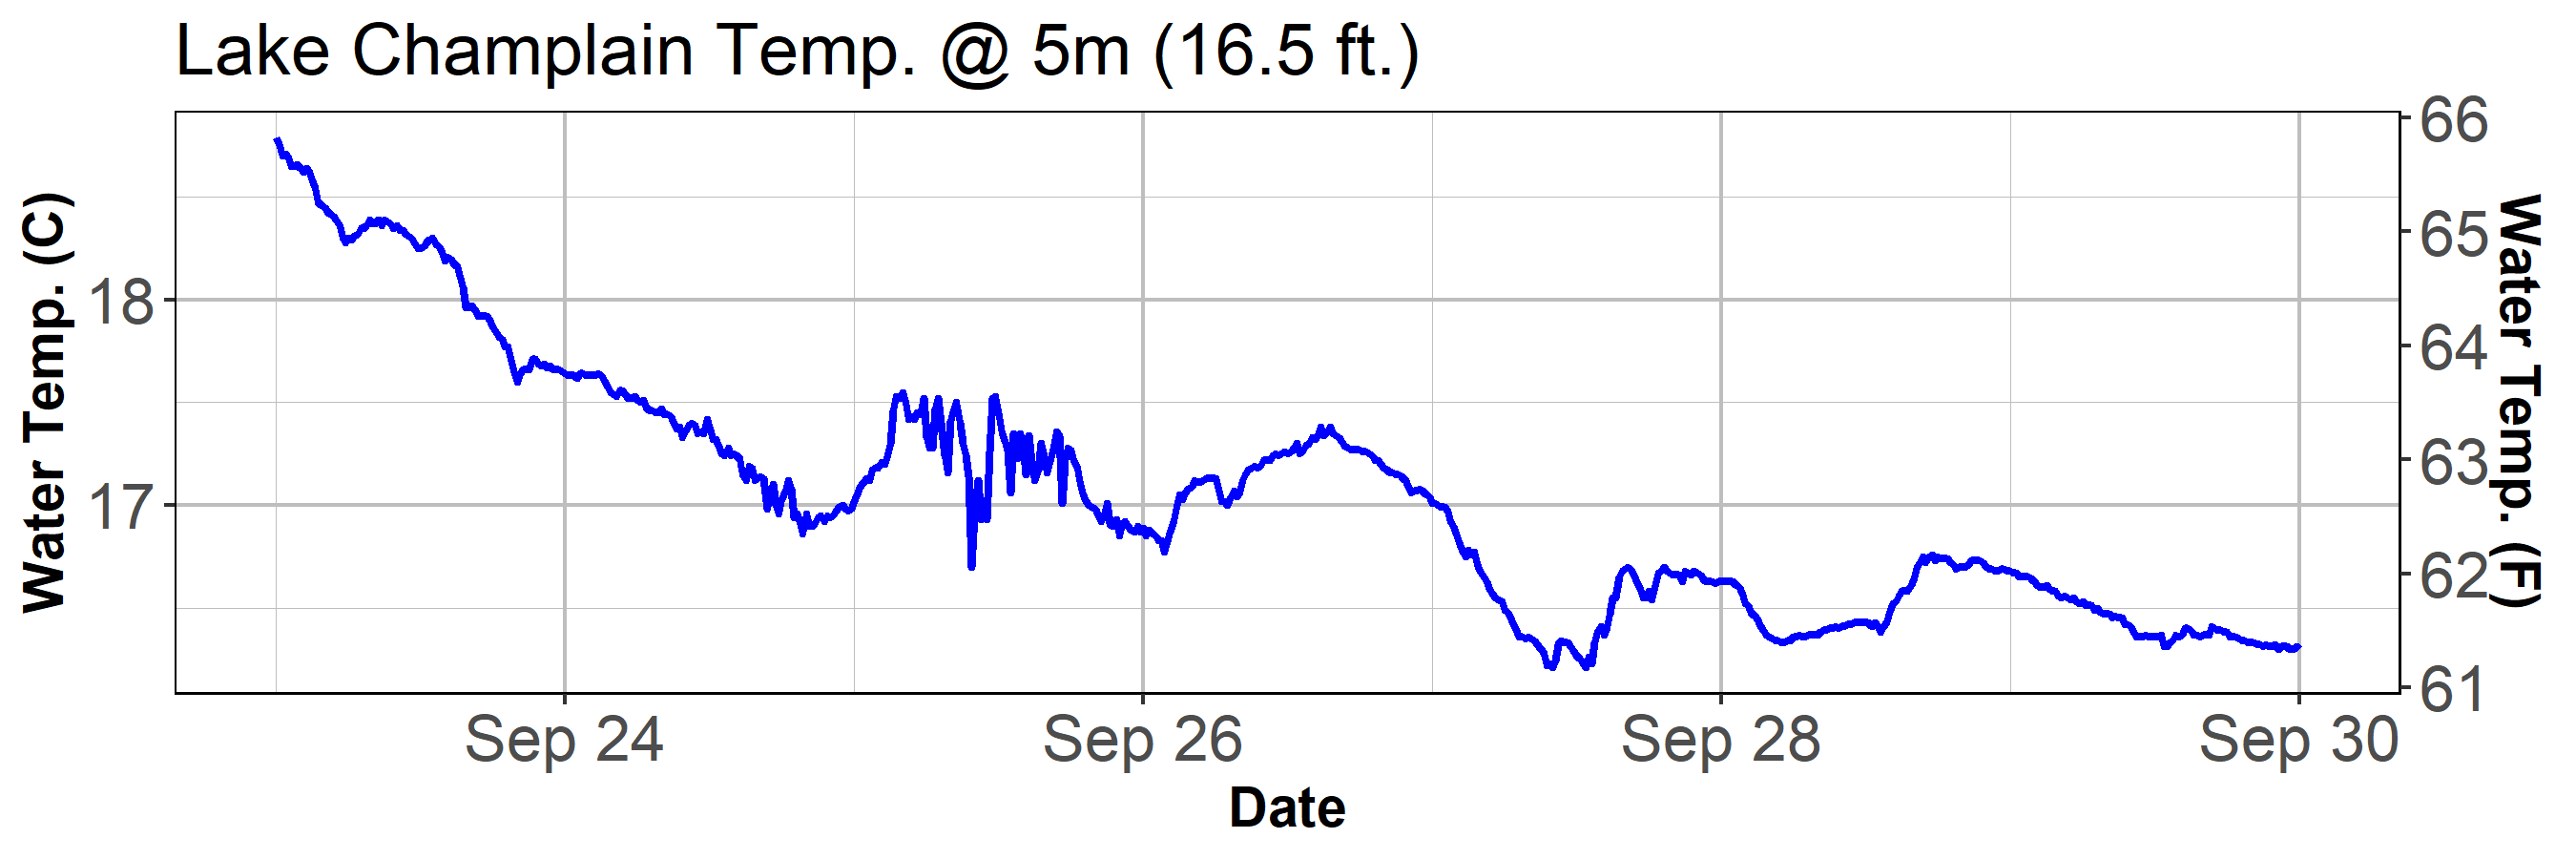 Lake Champlain Temp. @ 5m (16.5 ft.)
Water Temp. (C)
18
17
66
65
64
63
62
61
Water Temp. (F)
Sep 24 Sep 26 Sep 28 Sep 30
Date